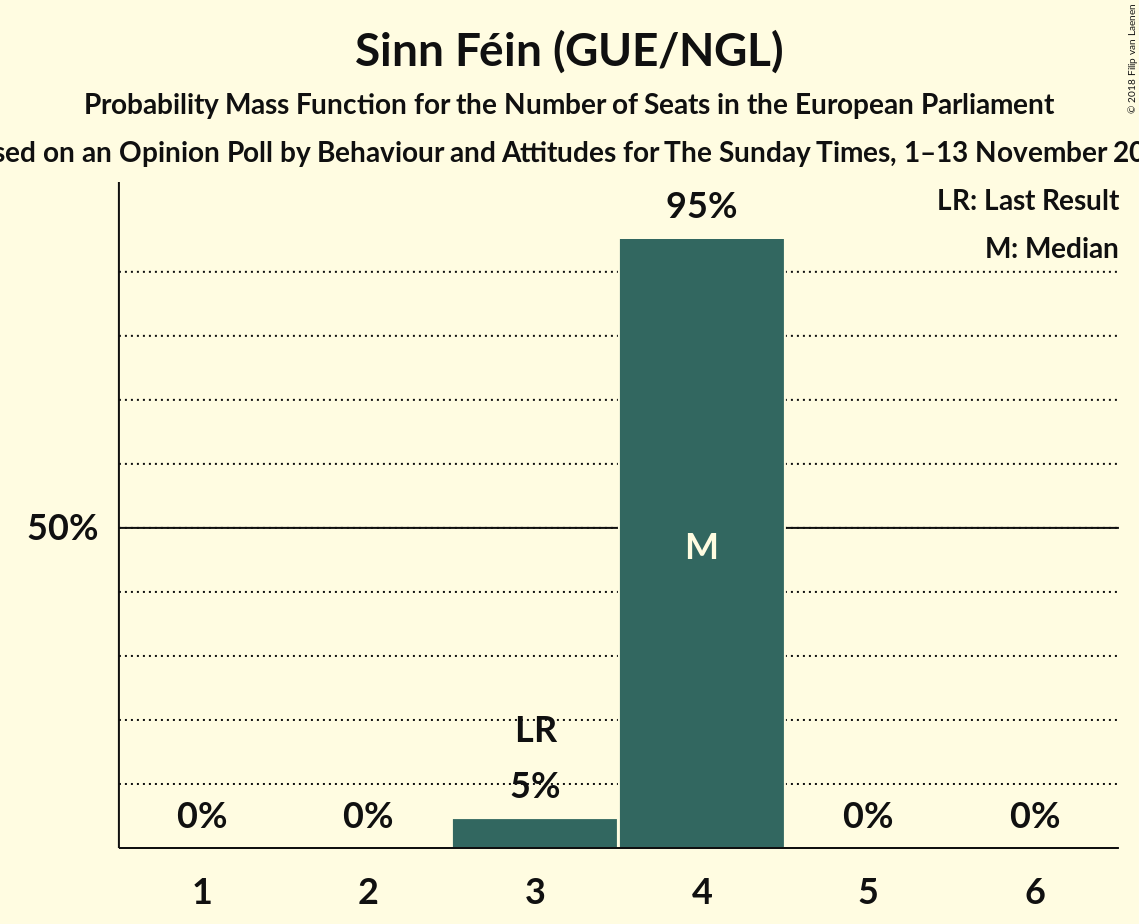 Sinn Féin (GUE/NGL)
Probability Mass Function for the Number of Seats in the European Parliament
on an Opinion Poll by Behaviour and Attitudes for The Sunday Times, 1–13 November
© 2018 Filip van Laenen
LR: Last Result
M: Median
95%
50%
M
LR
5%
0% 0% 0% 0%
1 2 3 4 5 6